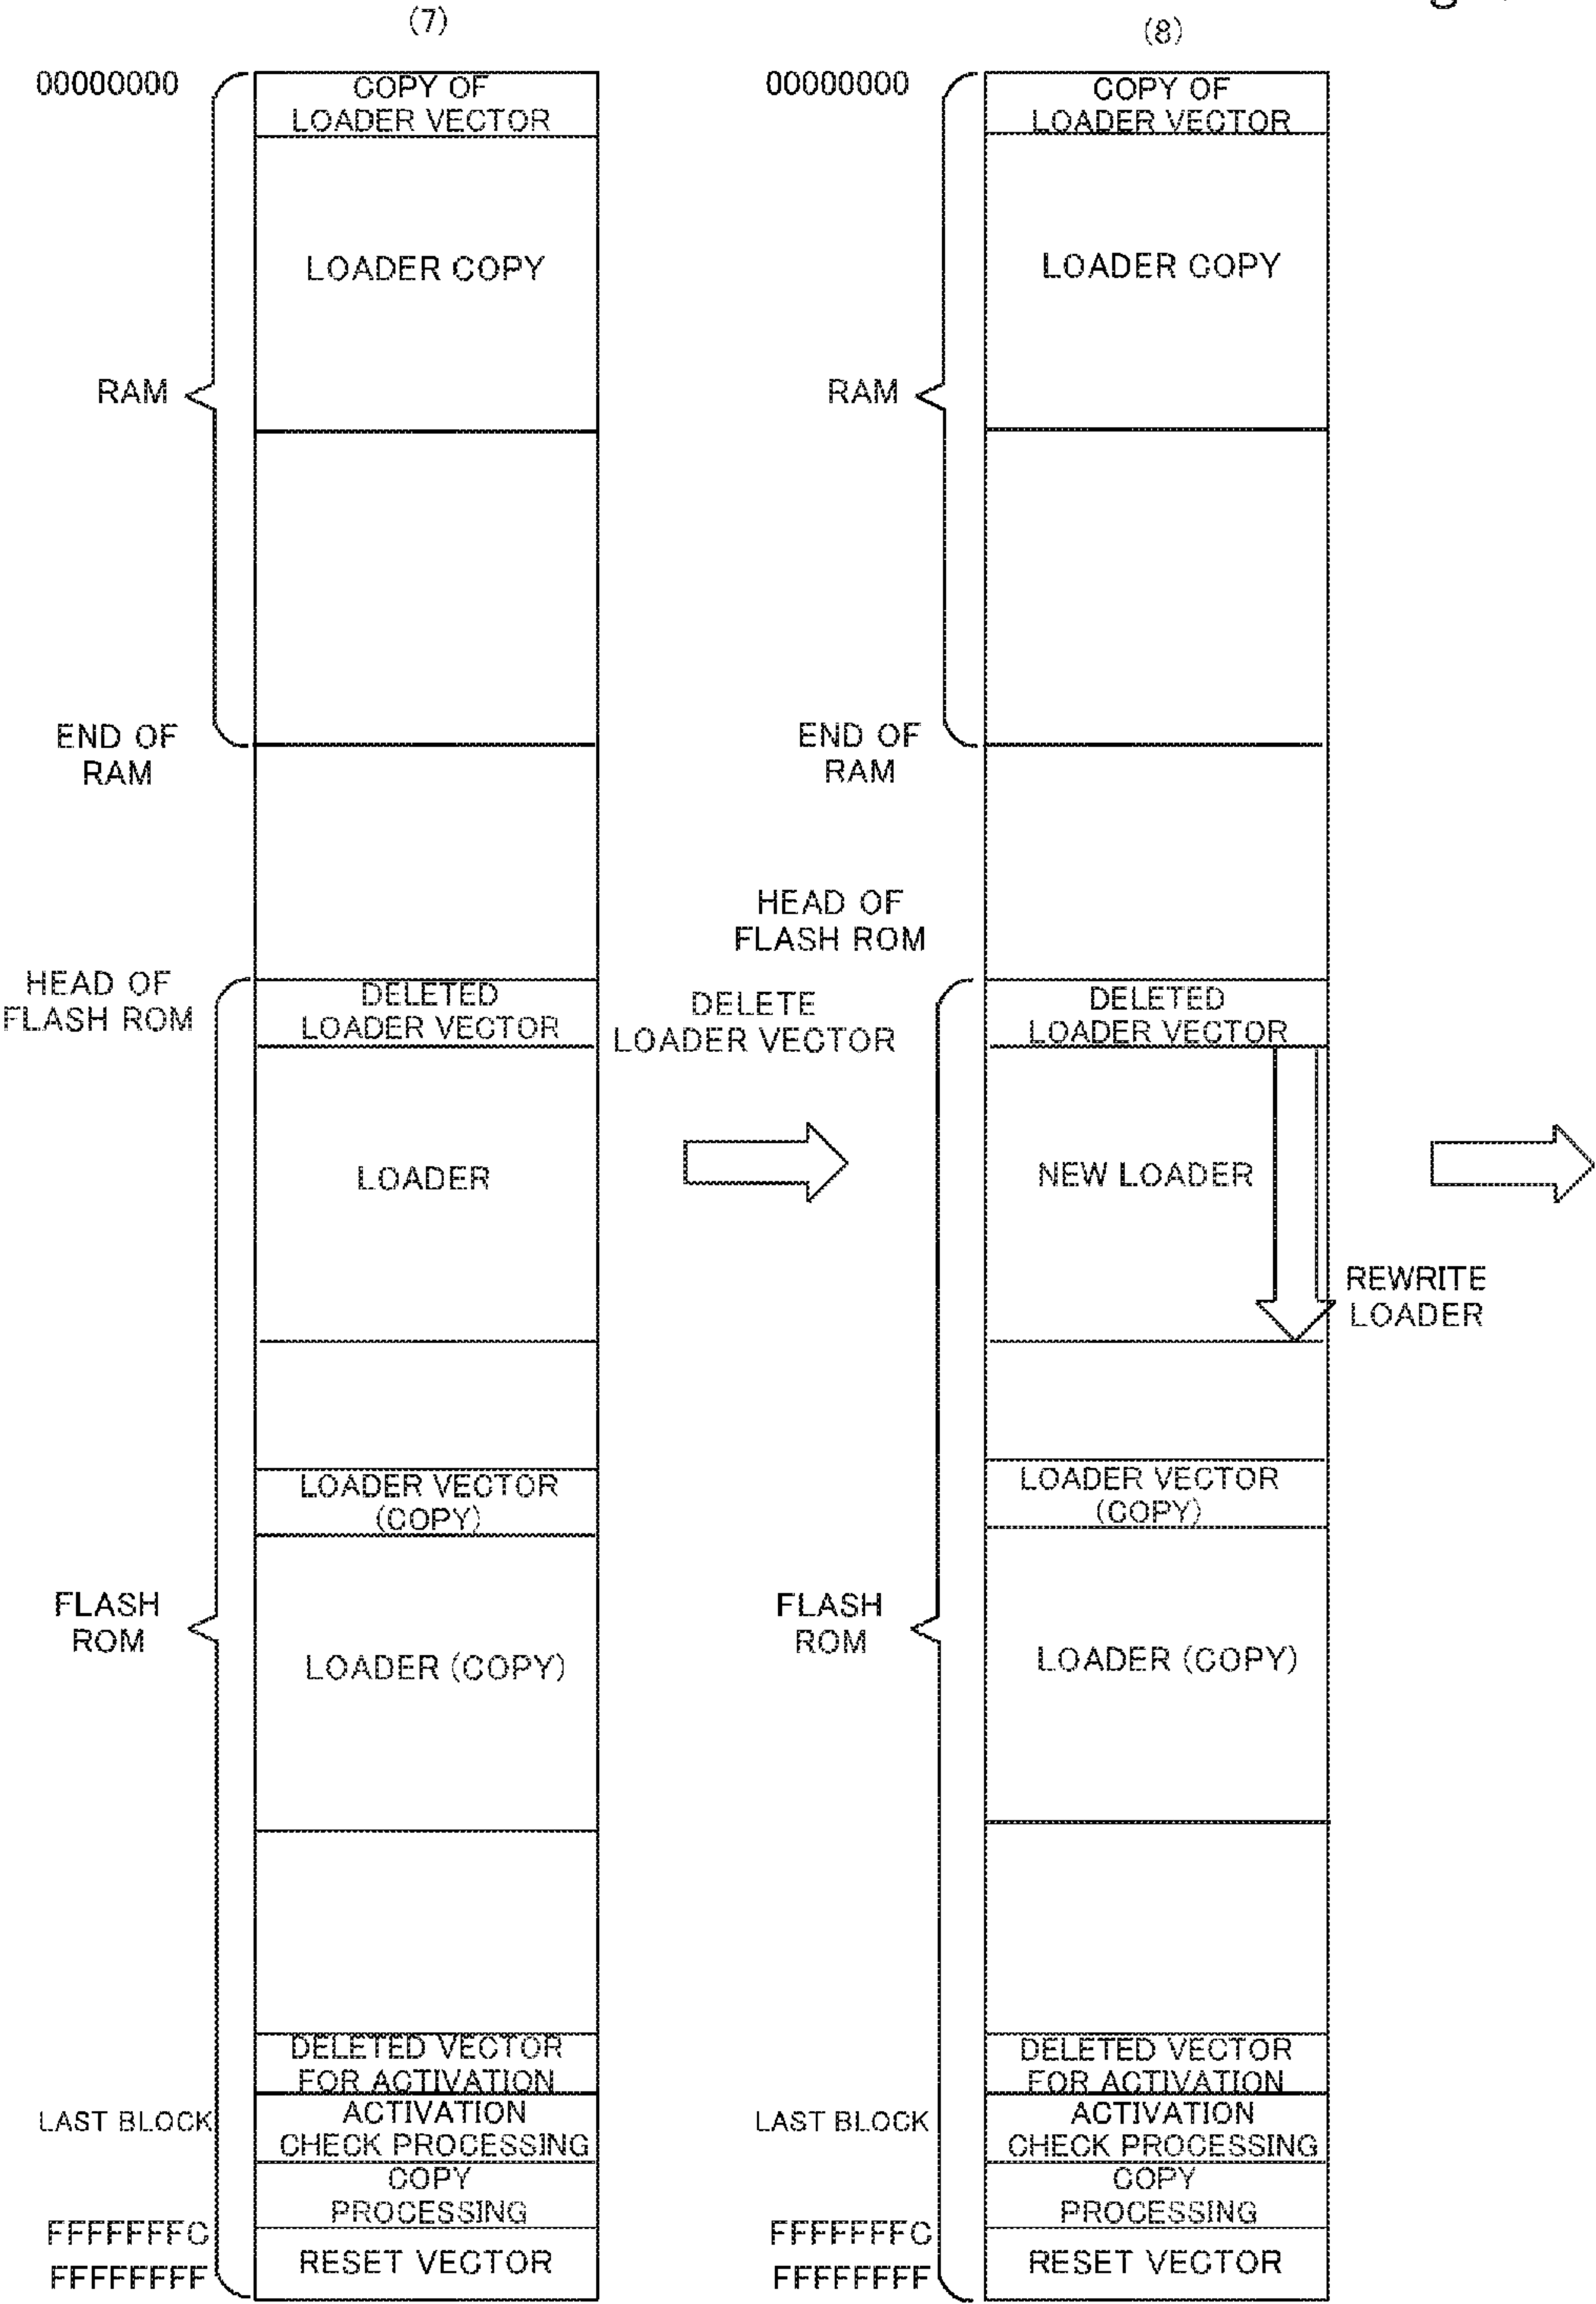 (7)
00000000
COPY OF
LOADER VECTOR
LOADER COPY
RAM
END OF
RAM
HEAD OF
FLASH ROM
DELETED
LOADER VECTOR
LOADER
LOADER VECTOR
(COPY)
FLASH
ROM
LOADER (COPY)
DELETED VECTOR
FOR ACTIVATION
LAST BLOCK
ACTIVATION
CHECK PROCESSING
COPY
PROCESSING
FFFFFFFC
RESET VECTOR
FFFFFFFF
DELETE
LOADER VECTOR
(8)
00000000
COPY OF
LOADER VECTOR
LOADER COPY
RAM
END OF
RAM
HEAD OF
FLASH ROM
DELETED
LOADER VECTOR
NEW LOADER
REWRITE
LOADER
LOADER VECTOR
(COPY)
FLASH
ROM
LOADER (COPY)
DELETED VECTOR
FOR ACTIVATION
LAST BLOCK
ACTIVATION
CHECK PROCESSING
COPY
PROCESSING
FFFFFFFC
RESET VECTOR
FFFFFFFF